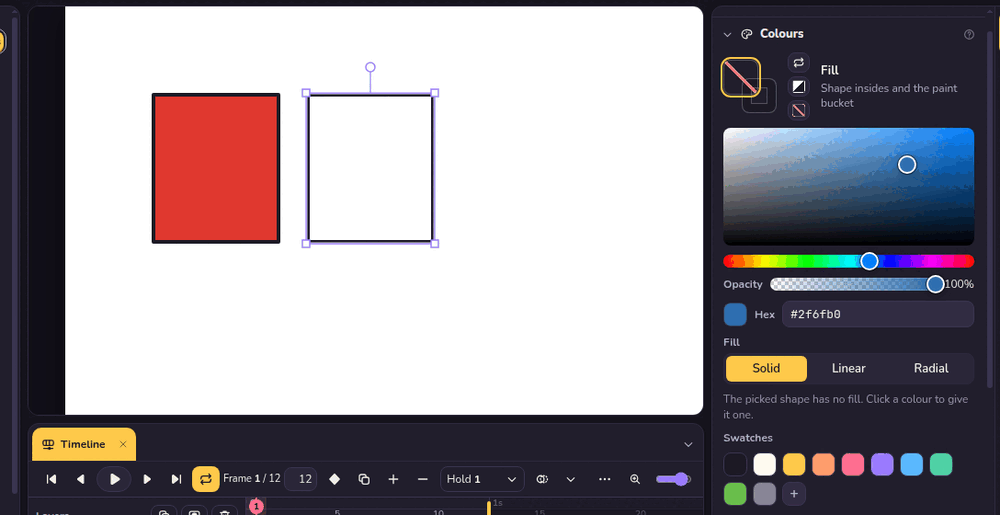 Colours
Fill
Shape insides and the paint
bucket
Opacity 100%
Hex #2f6fb0
Fill
Solid Linear Radial
The picked shape has no fill. Click a colour to give
it one.
Swatches
Timeline
Frame 1 / 12 12 Hold 1
Layers 1 5 10 1s 15 20